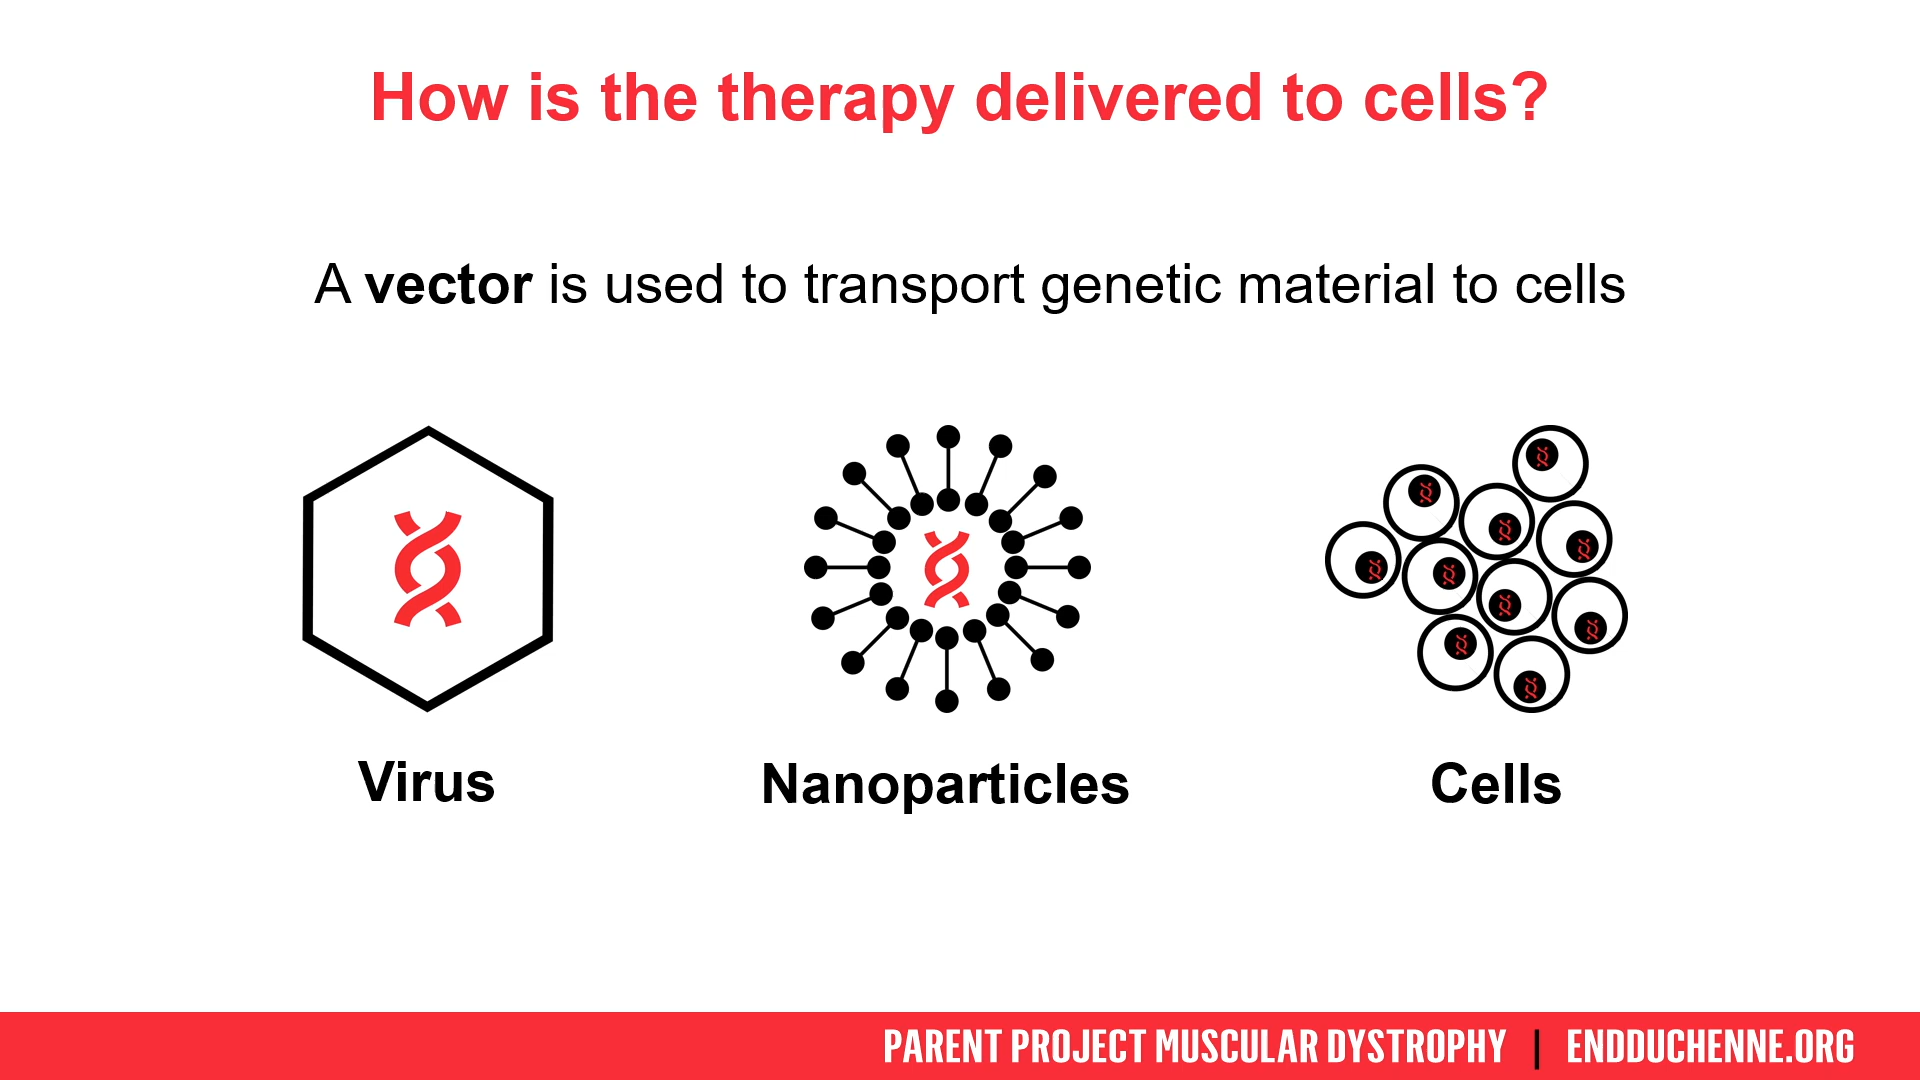 How is the therapy delivered to cells?
A vector is used to transport genetic material to cells
Virus
Nanoparticles
Cells
PARENT PROJECT MUSCULAR DYSTROPHY | ENDDUCHENNE.ORG